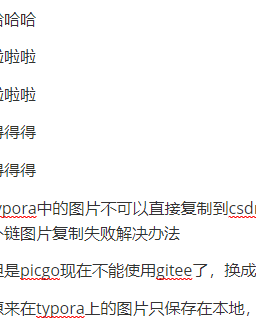 哈哈哈
啦啦啦
啦啦啦
得得得
得得得
typora中的图片不可以直接复制到csdn
外链图片复制失败解决办法
但是picgo现在不能使用gitee了，换成
原来在typora上的图片只保存在本地，